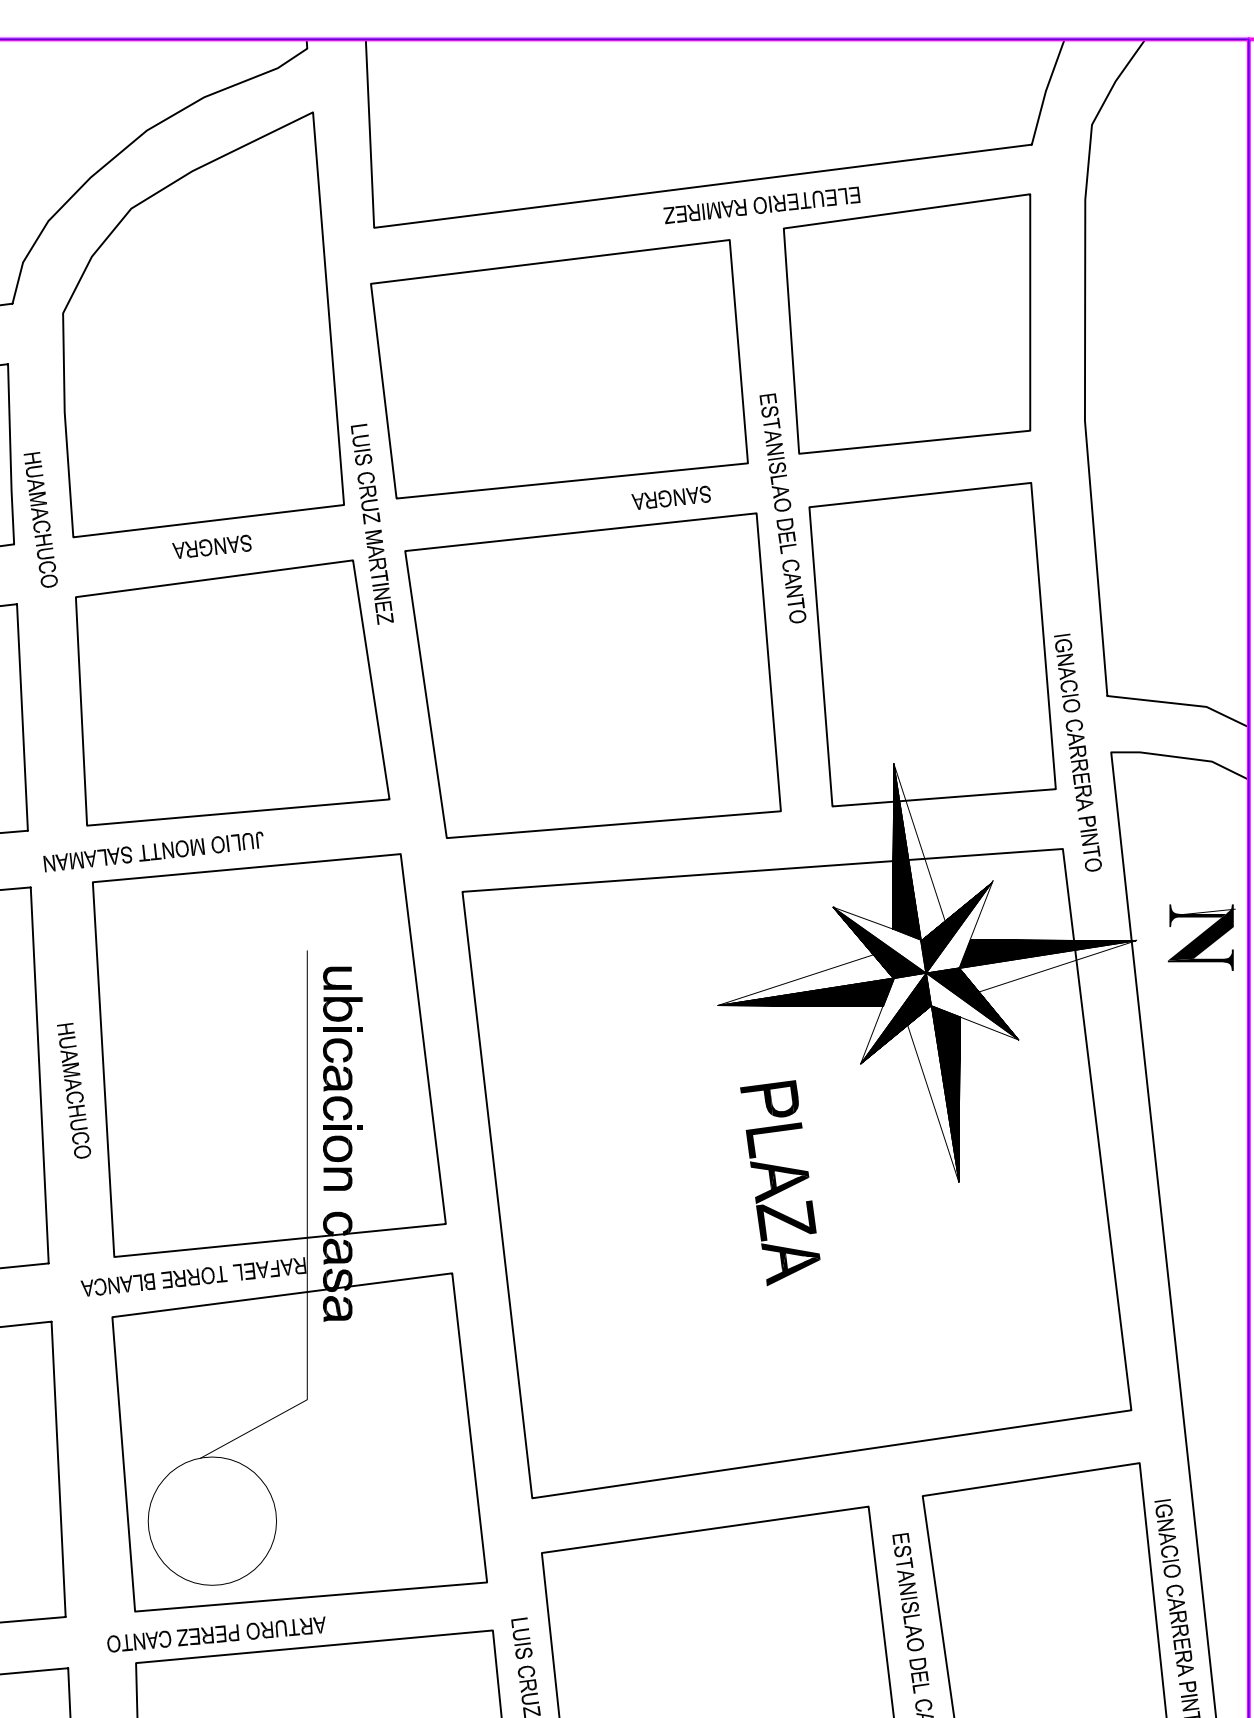 ELEUTERIO RAMIREZ
ESTANISLAO DEL CANTO
LUIS CRUZ MARTINEZ
HUAMACHUCO
SANGRA
SANGRA
IGNACIO CARRERA PINTO
JULIO MONTT SALAMAN
N
ubicacion casa
HUAMACHUCO
PLAZA
RAFAEL TORRE BLANCA
IGNACIO CARRERA PINT
ESTANISLAO DEL CA
ARTURO PEREZ CANTO
LUIS CRUZ